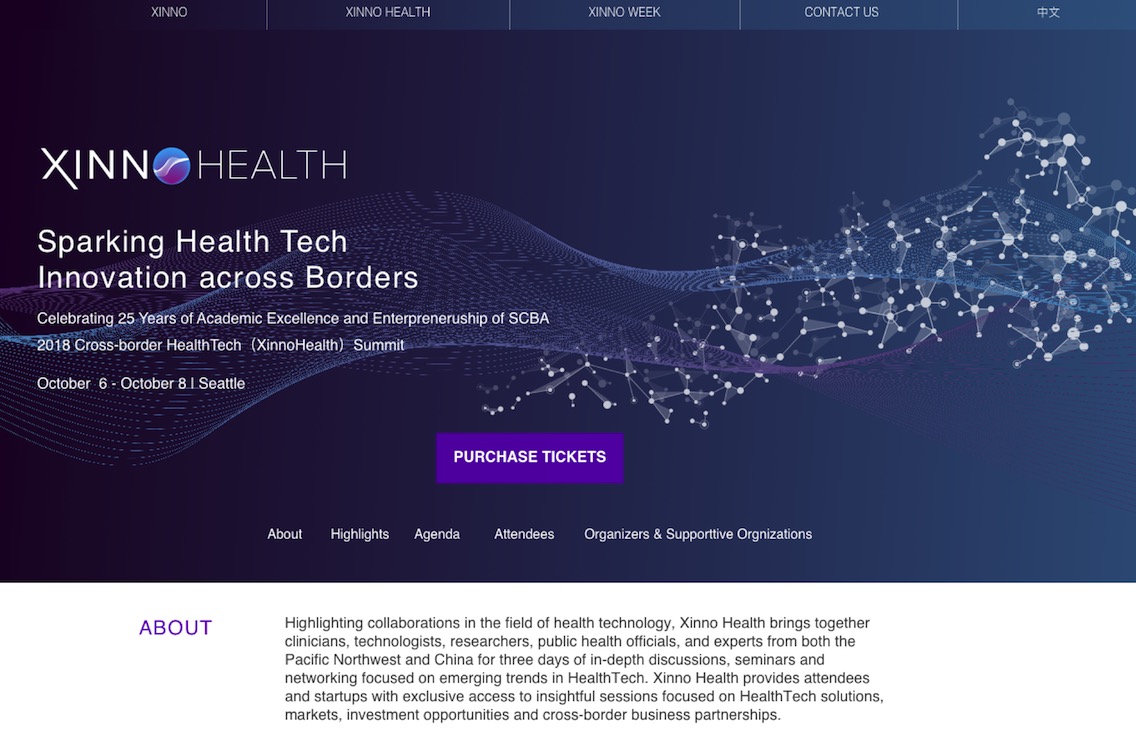 XINNO
XINNO HEALTH
XINNO WEEK
CONTACT US
中文
XINNO HEALTH
Sparking Health Tech
Innovation across Borders
Celebrating 25 Years of Academic Excellence and Enterpreneruship of SCBA
2018 Cross-border HealthTech（XinnoHealth）Summit
October 6 - October 8 l Seattle
PURCHASE TICKETS
About
Highlights
Agenda
Attendees
Organizers & Supporttive Orgnizations
ABOUT
Highlighting collaborations in the field of health technology, Xinno Health brings together
clinicians, technologists, researchers, public health officials, and experts from both the
Pacific Northwest and China for three days of in-depth discussions, seminars and
networking focused on emerging trends in HealthTech. Xinno Health provides attendees
and startups with exclusive access to insightful sessions focused on HealthTech solutions,
markets, investment opportunities and cross-border business partnerships.